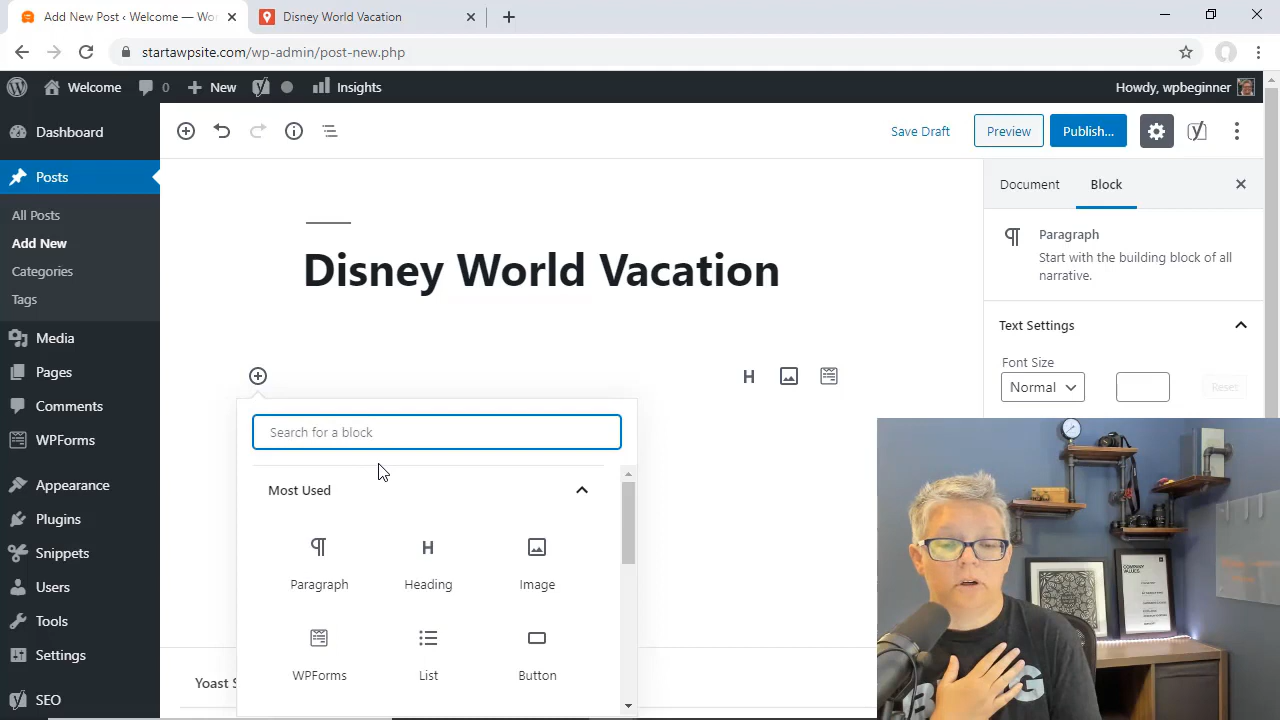 Add New Post ‹ Welcome — Wor
Disney World Vacation
startawpsite.com/wp-admin/post-new.php
Welcome
0
New
Insights
Howdy, wpbeginner
Dashboard
Posts
All Posts
Add New
Categories
Tags
Media
Pages
Comments
WPForms
Appearance
Plugins
Snippets
Users
Tools
Settings
SEO
Save Draft
Preview
Publish...
Disney World Vacation
H
Search for a block
Most Used
Paragraph
H
Heading
Image
WPForms
List
Button
Yoast S
Document
Block
Paragraph
Start with the building block of all
narrative.
Text Settings
Font Size
Normal
Reset
COMPANY
VALUES